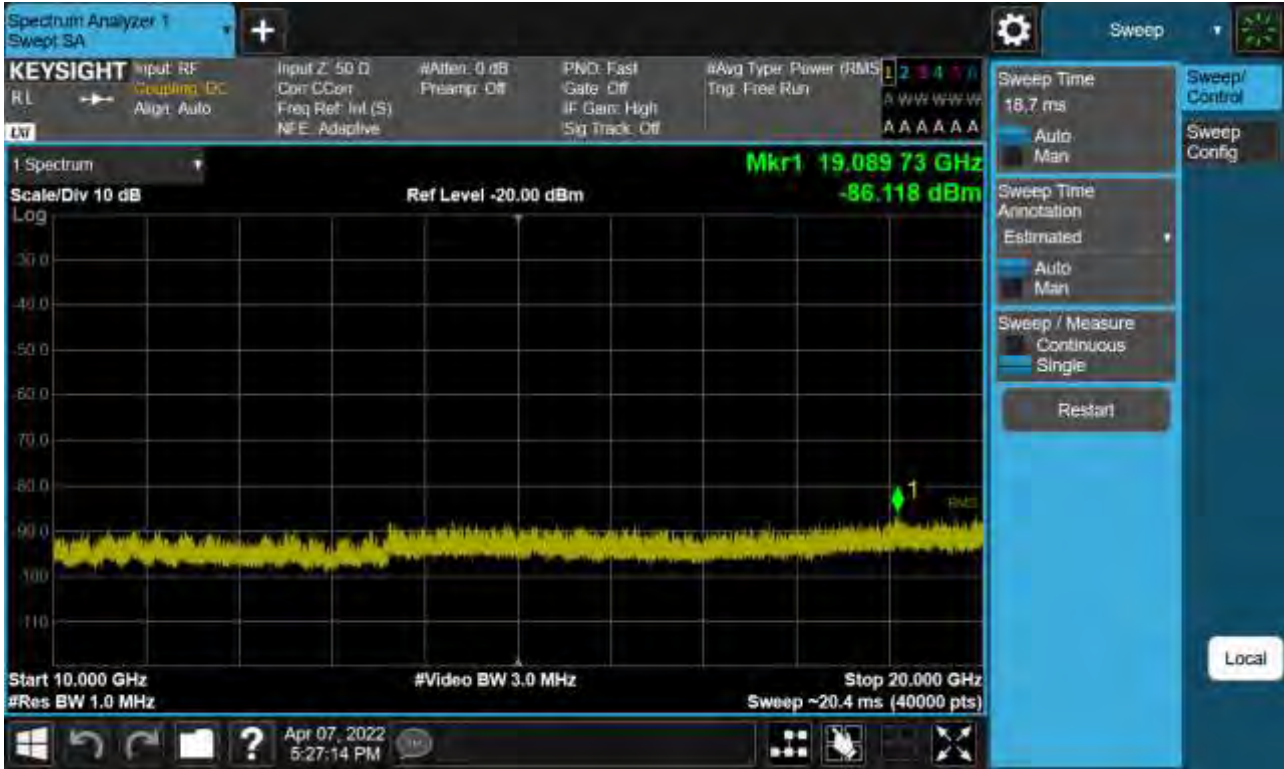 Spectrum Analyzer 1
Swept SA
+
Sweep
KEYSIGHT
RL
LXI
Input: RF
Coupling: DC
Align: Auto
Input Z: 50 Ω
Corr CCorr
Freq Ref: Int (S)
NFE: Adaptive
#Atten: 0 dB
Preamp: Off
PNO: Fast
Gate: Off
IF Gain: High
Sig Track: Off
#Avg Type: Power (RMS
Trig: Free Run
1 2 3 4 5 6
A W W W W W
A A A A A A
1 Spectrum
Scale/Div 10 dB
Ref Level -20.00 dBm
Mkr1 19.089 73 GHz
-86.118 dBm
Log
-30.0
-40.0
-50.0
-60.0
-70.0
-80.0
-90.0
-100
-110
1
RMS
Start 10.000 GHz
#Video BW 3.0 MHz
Stop 20.000 GHz
#Res BW 1.0 MHz
Sweep ~20.4 ms (40000 pts)
Sweep Time
18.7 ms
Auto
Man
Sweep Time
Annotation
Estimated
Auto
Man
Sweep / Measure
Continuous
Single
Restart
Sweep/
Control
Sweep
Config
Local
?
Apr 07, 2022
5:27:14 PM